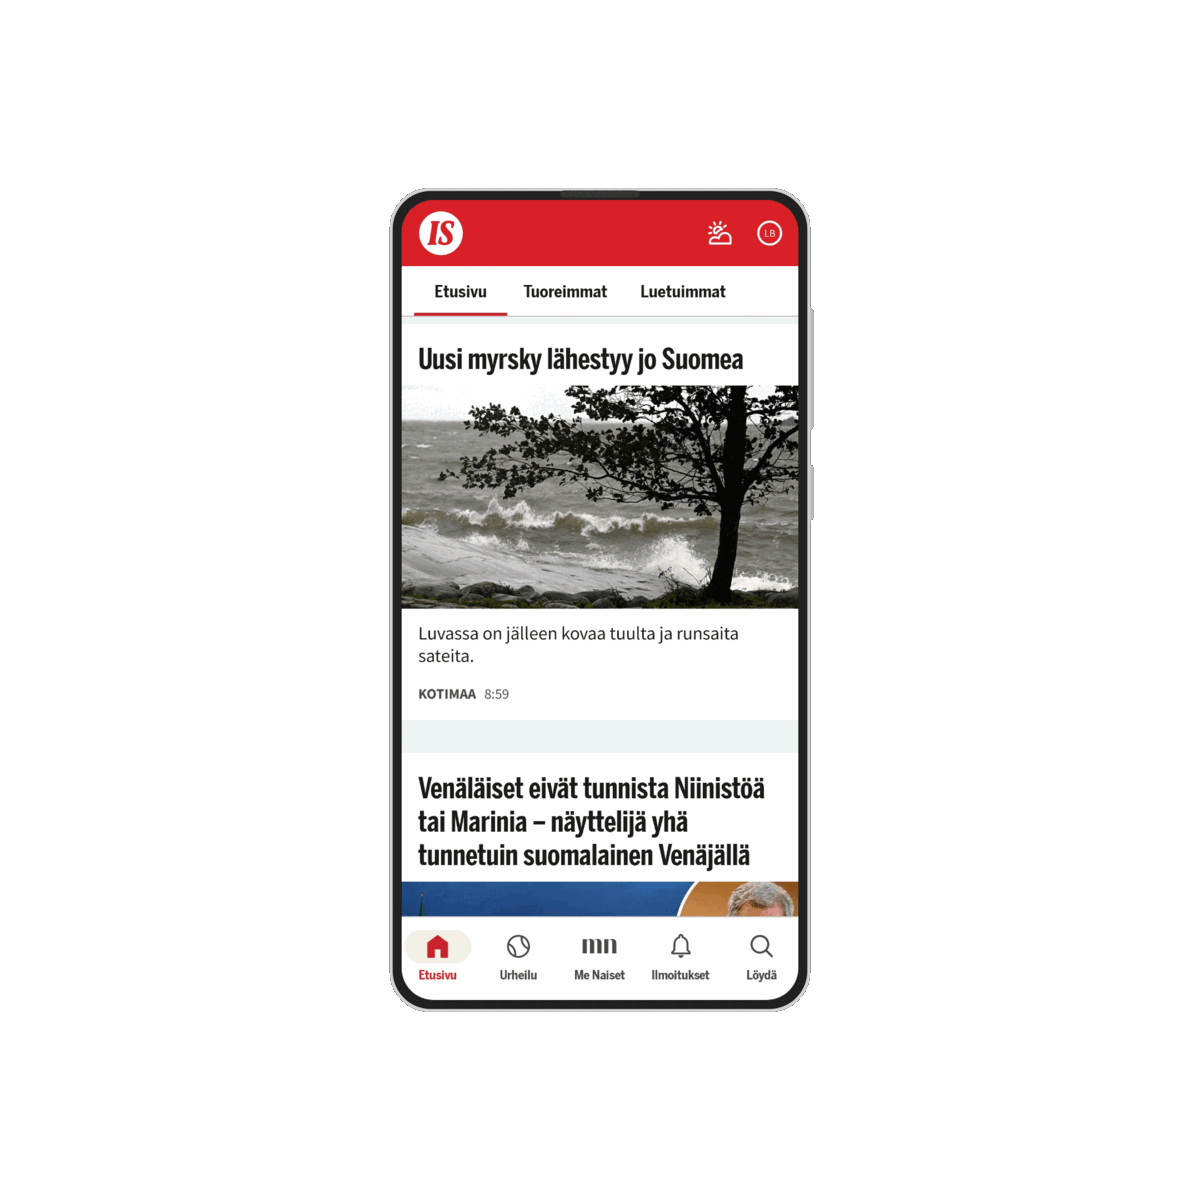 IS
LB
Etusivu Tuoreimmat Luetuimmat
Uusi myrsky lähestyy jo Suomea
Luvassa on jälleen kovaa tuulta ja runsaita
sateita.
KOTIMAA 8:59
Venäläiset eivät tunnista Niinistöä
tai Marinia – näyttelijä yhä
tunnetuin suomalainen Venäjällä
mn
Etusivu Urheilu Me Naiset Ilmoitukset Löydä